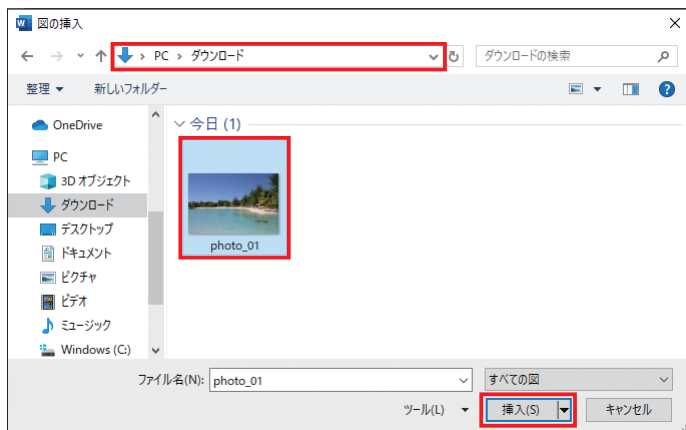 図の挿入
PC › ダウンロード
ダウンロードの検索
整理 新しいフォルダー
OneDrive
PC
3D オブジェクト
ダウンロード
デスクトップ
ドキュメント
ピクチャ
ビデオ
ミュージック
Windows (C:)
今日 (1)
photo_01
ファイル名(N): photo_01
すべての図
ツール(L) 挿入(S) キャンセル